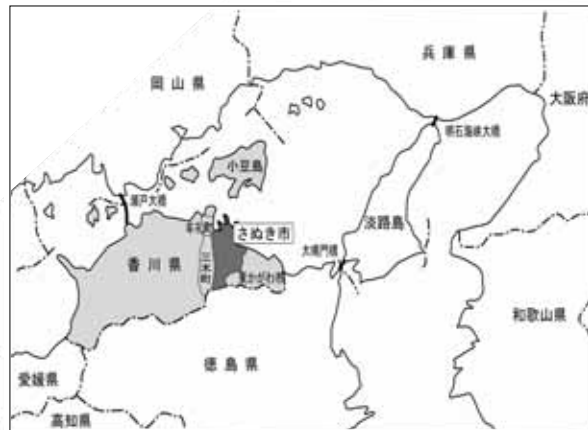 兵庫県
岡山県
大阪府
明石海峡大橋
小豆島
瀬戸大橋
淡路島
牟礼町
さぬき市
大鳴門橋
香川県
三木町
東かがわ市
和歌山県
徳島県
愛媛県
高知県